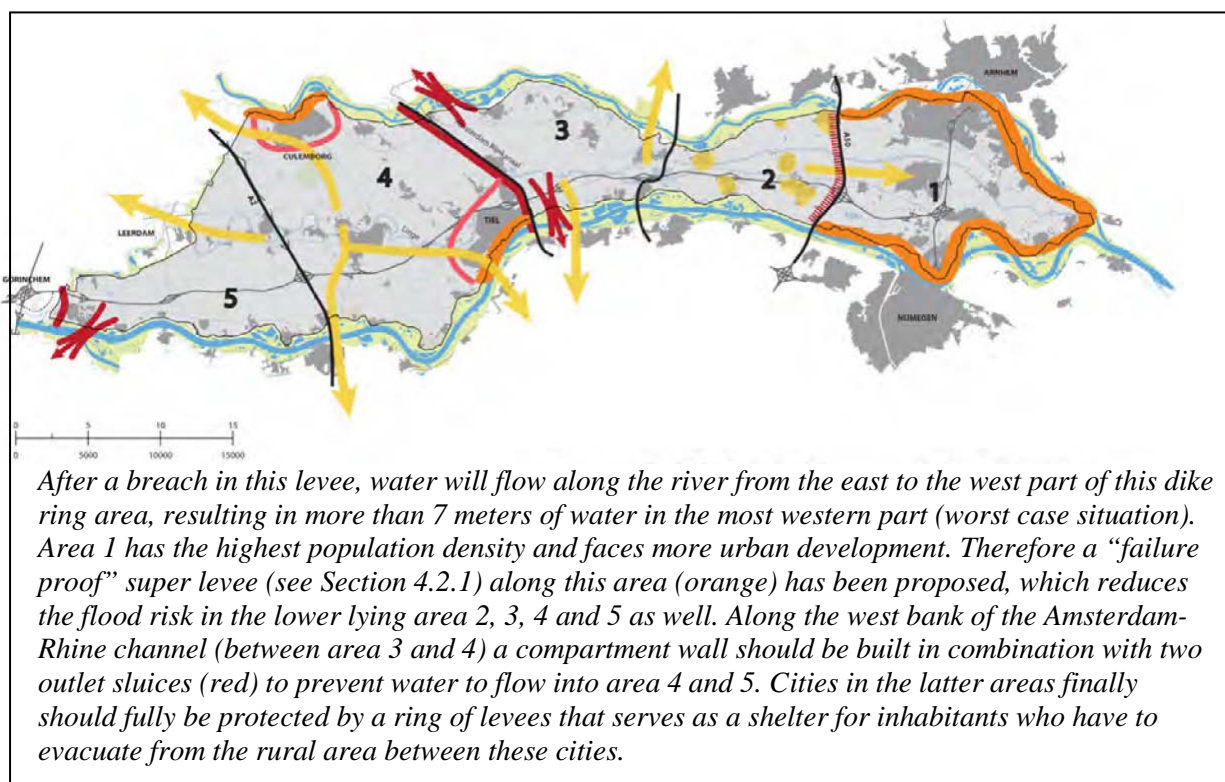 ARNHEM
3
A50
CULEMBORG
4
2
1
A2
TIEL
LEERDAM
Linge
GORINCHEM
5
NIJMEGEN
0 5 10 15
0 5000 10000 15000
After a breach in this levee, water will flow along the river from the east to the west part of this dike
ring area, resulting in more than 7 meters of water in the most western part (worst case situation).
Area 1 has the highest population density and faces more urban development. Therefore a “failure
proof” super levee (see Section 4.2.1) along this area (orange) has been proposed, which reduces
the flood risk in the lower lying area 2, 3, 4 and 5 as well. Along the west bank of the Amsterdam-
Rhine channel (between area 3 and 4) a compartment wall should be built in combination with two
outlet sluices (red) to prevent water to flow into area 4 and 5. Cities in the latter areas finally
should fully be protected by a ring of levees that serves as a shelter for inhabitants who have to
evacuate from the rural area between these cities.